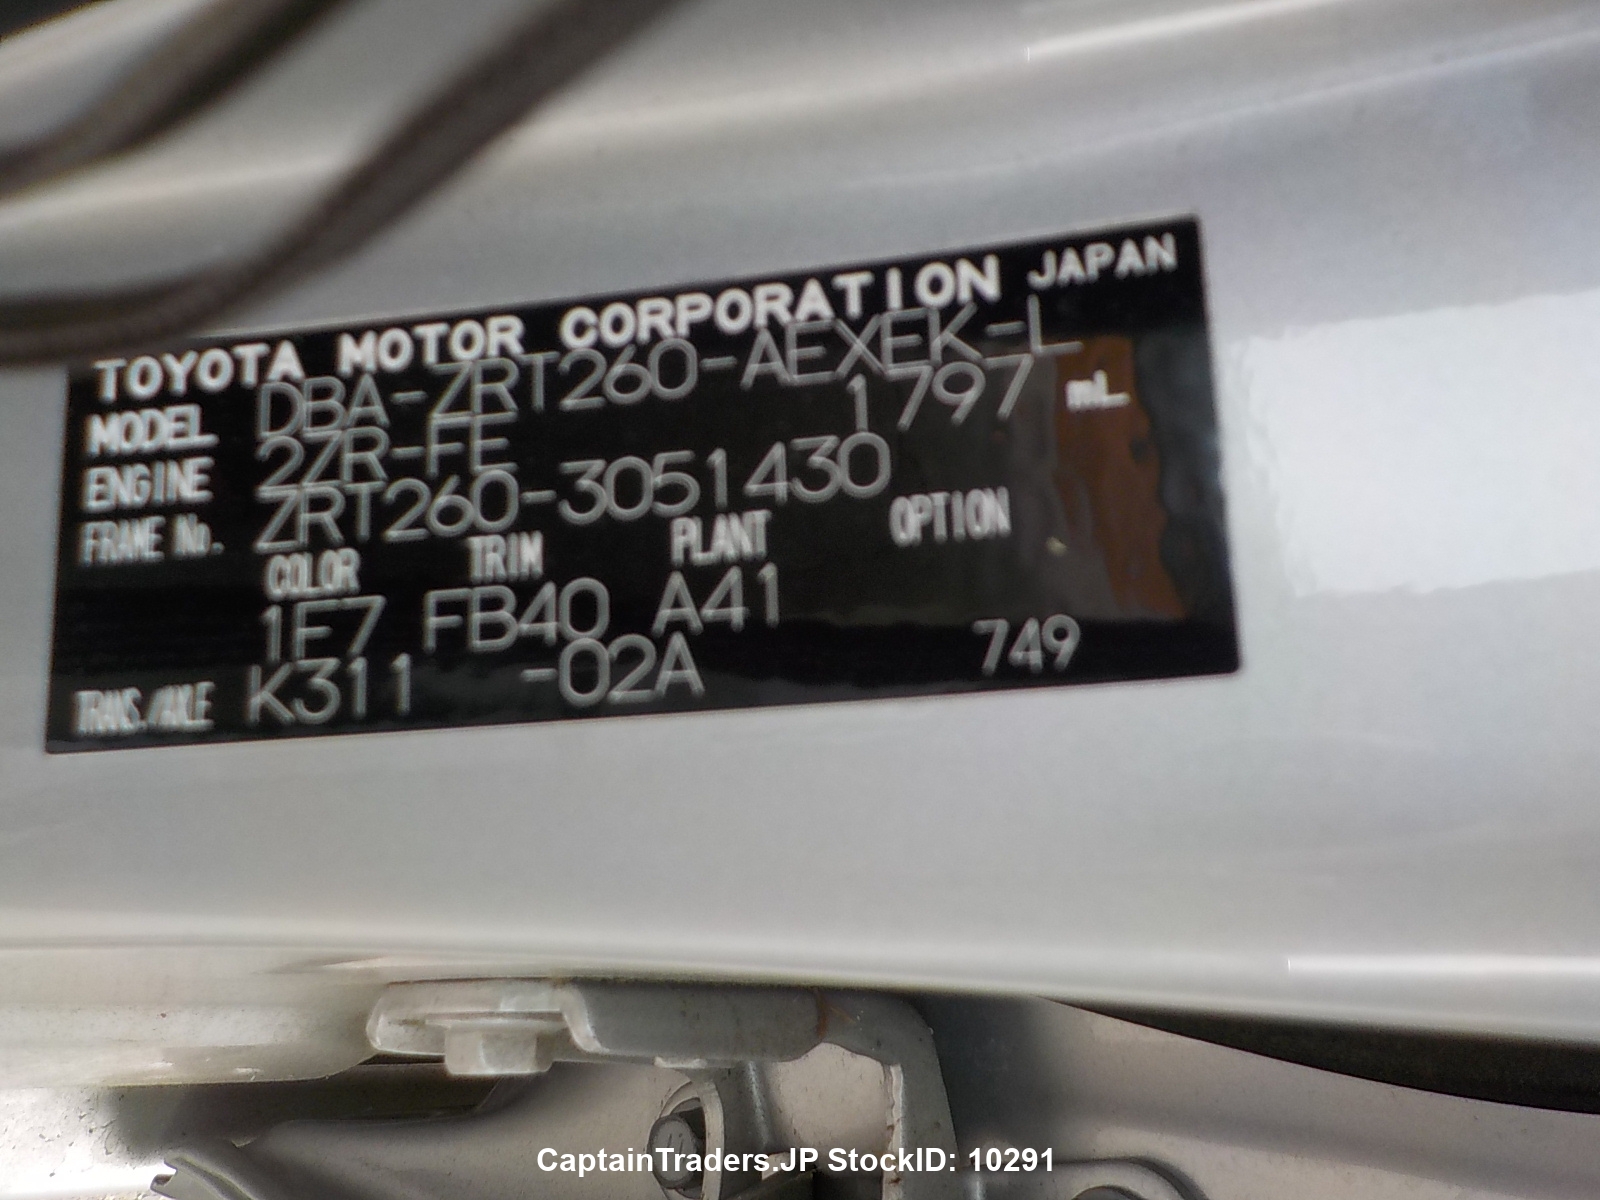 TOYOTA MOTOR CORPORATION JAPAN
MODEL DBA-ZRT260-AEXEK-L
ENGINE 2ZR-FE 1797 mL
FRAME No. ZRT260-3051430
COLOR TRIM PLANT OPTION
1F7 FB40 A41
TRANS./AXLE K311 -02A 749
CaptainTraders.JP StockID: 10291